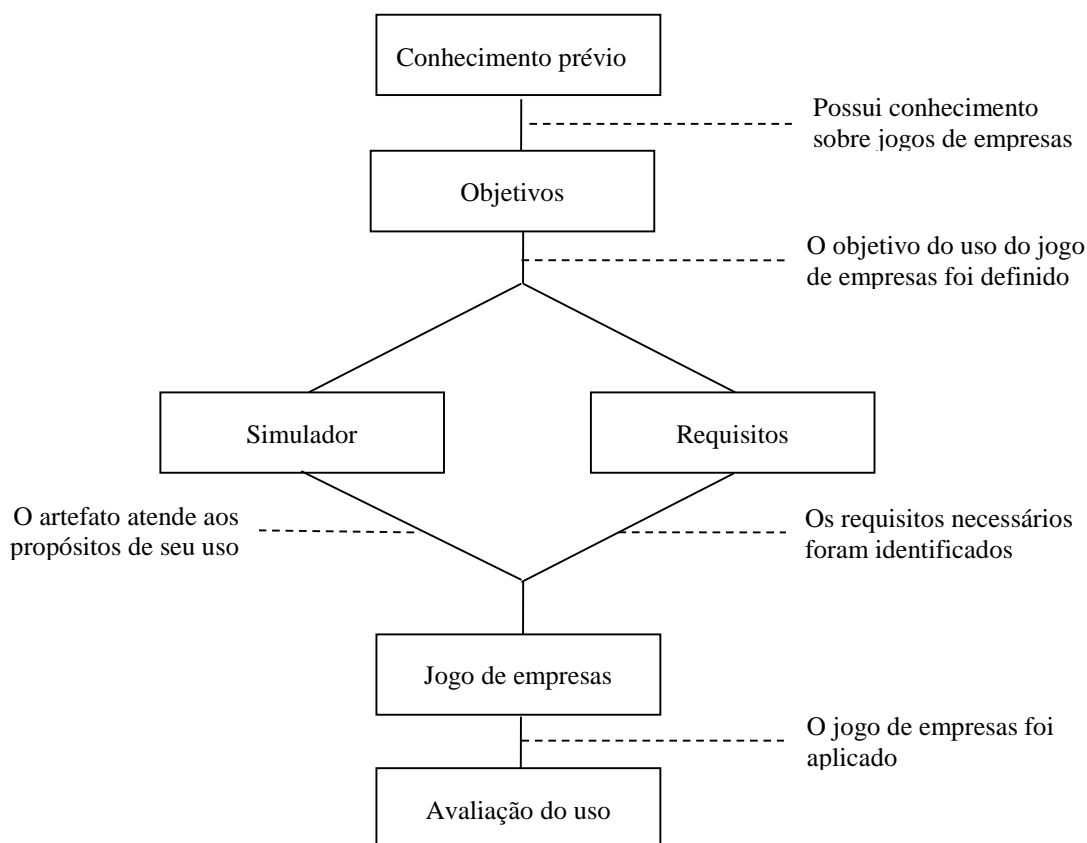 Conhecimento prévio
Possui conhecimento
sobre jogos de empresas
Objetivos
O objetivo do uso do jogo
de empresas foi definido
Simulador
Requisitos
O artefato atende aos
propósitos de seu uso
Os requisitos necessários
foram identificados
Jogo de empresas
O jogo de empresas foi
aplicado
Avaliação do uso